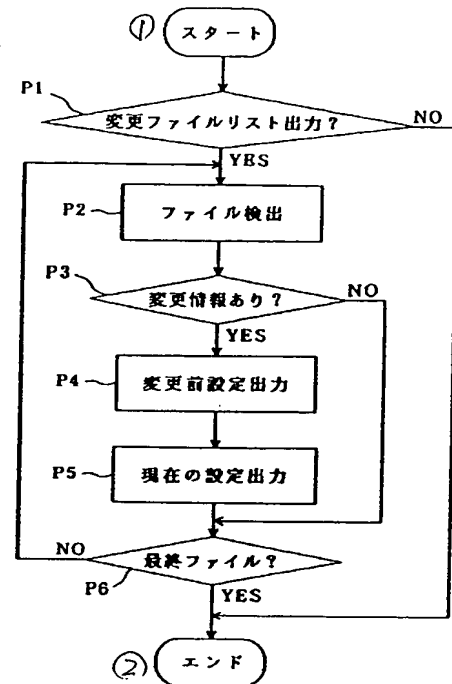 ① スタート
P1
変更ファイルリスト出力?
NO
YES
P2
ファイル検出
P3
変更情報あり?
NO
YES
P4
変更前設定出力
P5
現在の設定出力
NO
最終ファイル?
P6
YES
② エンド